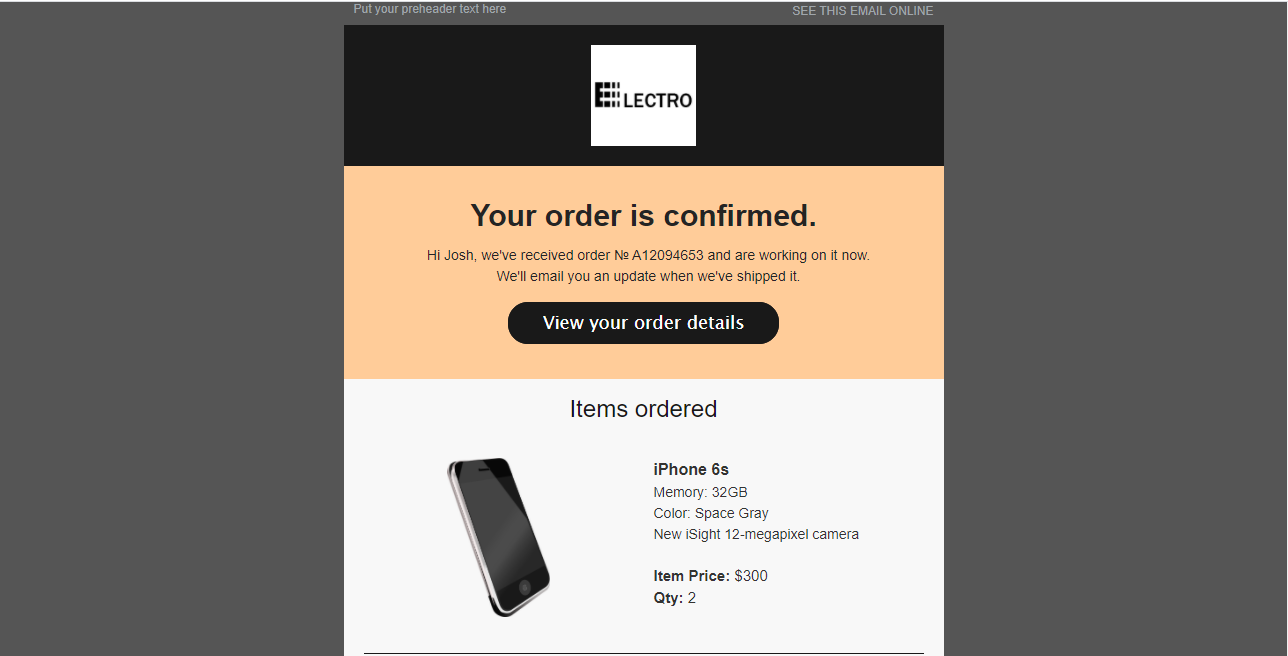 Put your preheader text here
SEE THIS EMAIL ONLINE
ELECTRO
Your order is confirmed.
Hi Josh, we've received order № A12094653 and are working on it now.
We'll email you an update when we've shipped it.
View your order details
Items ordered
iPhone 6s
Memory: 32GB
Color: Space Gray
New iSight 12-megapixel camera
Item Price: $300
Qty: 2